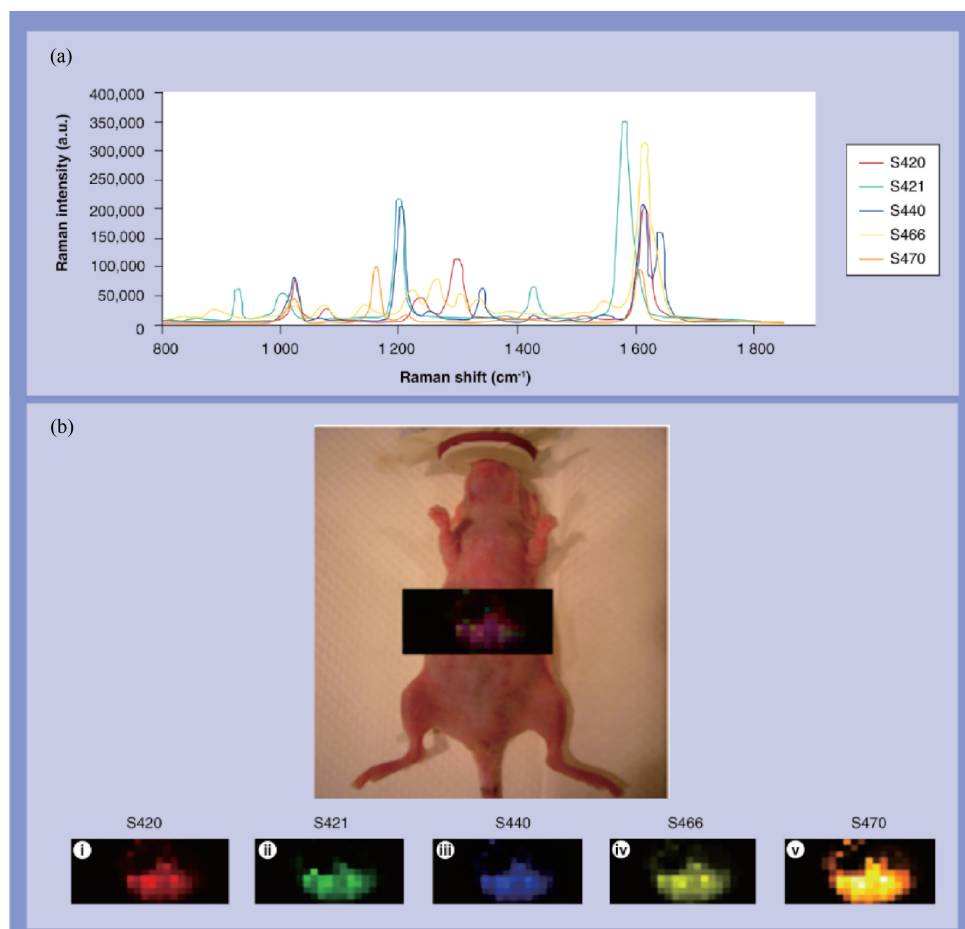 (a)
400,000
350,000
300,000
250,000
200,000
150,000
100,000
50,000
0
Raman intensity (a.u.)
800
1 000
1 200
1 400
1 600
1 800
Raman shift (cm⁻¹)
S420
S421
S440
S466
S470
(b)
S420
S421
S440
S466
S470
i
ii
iii
iv
v